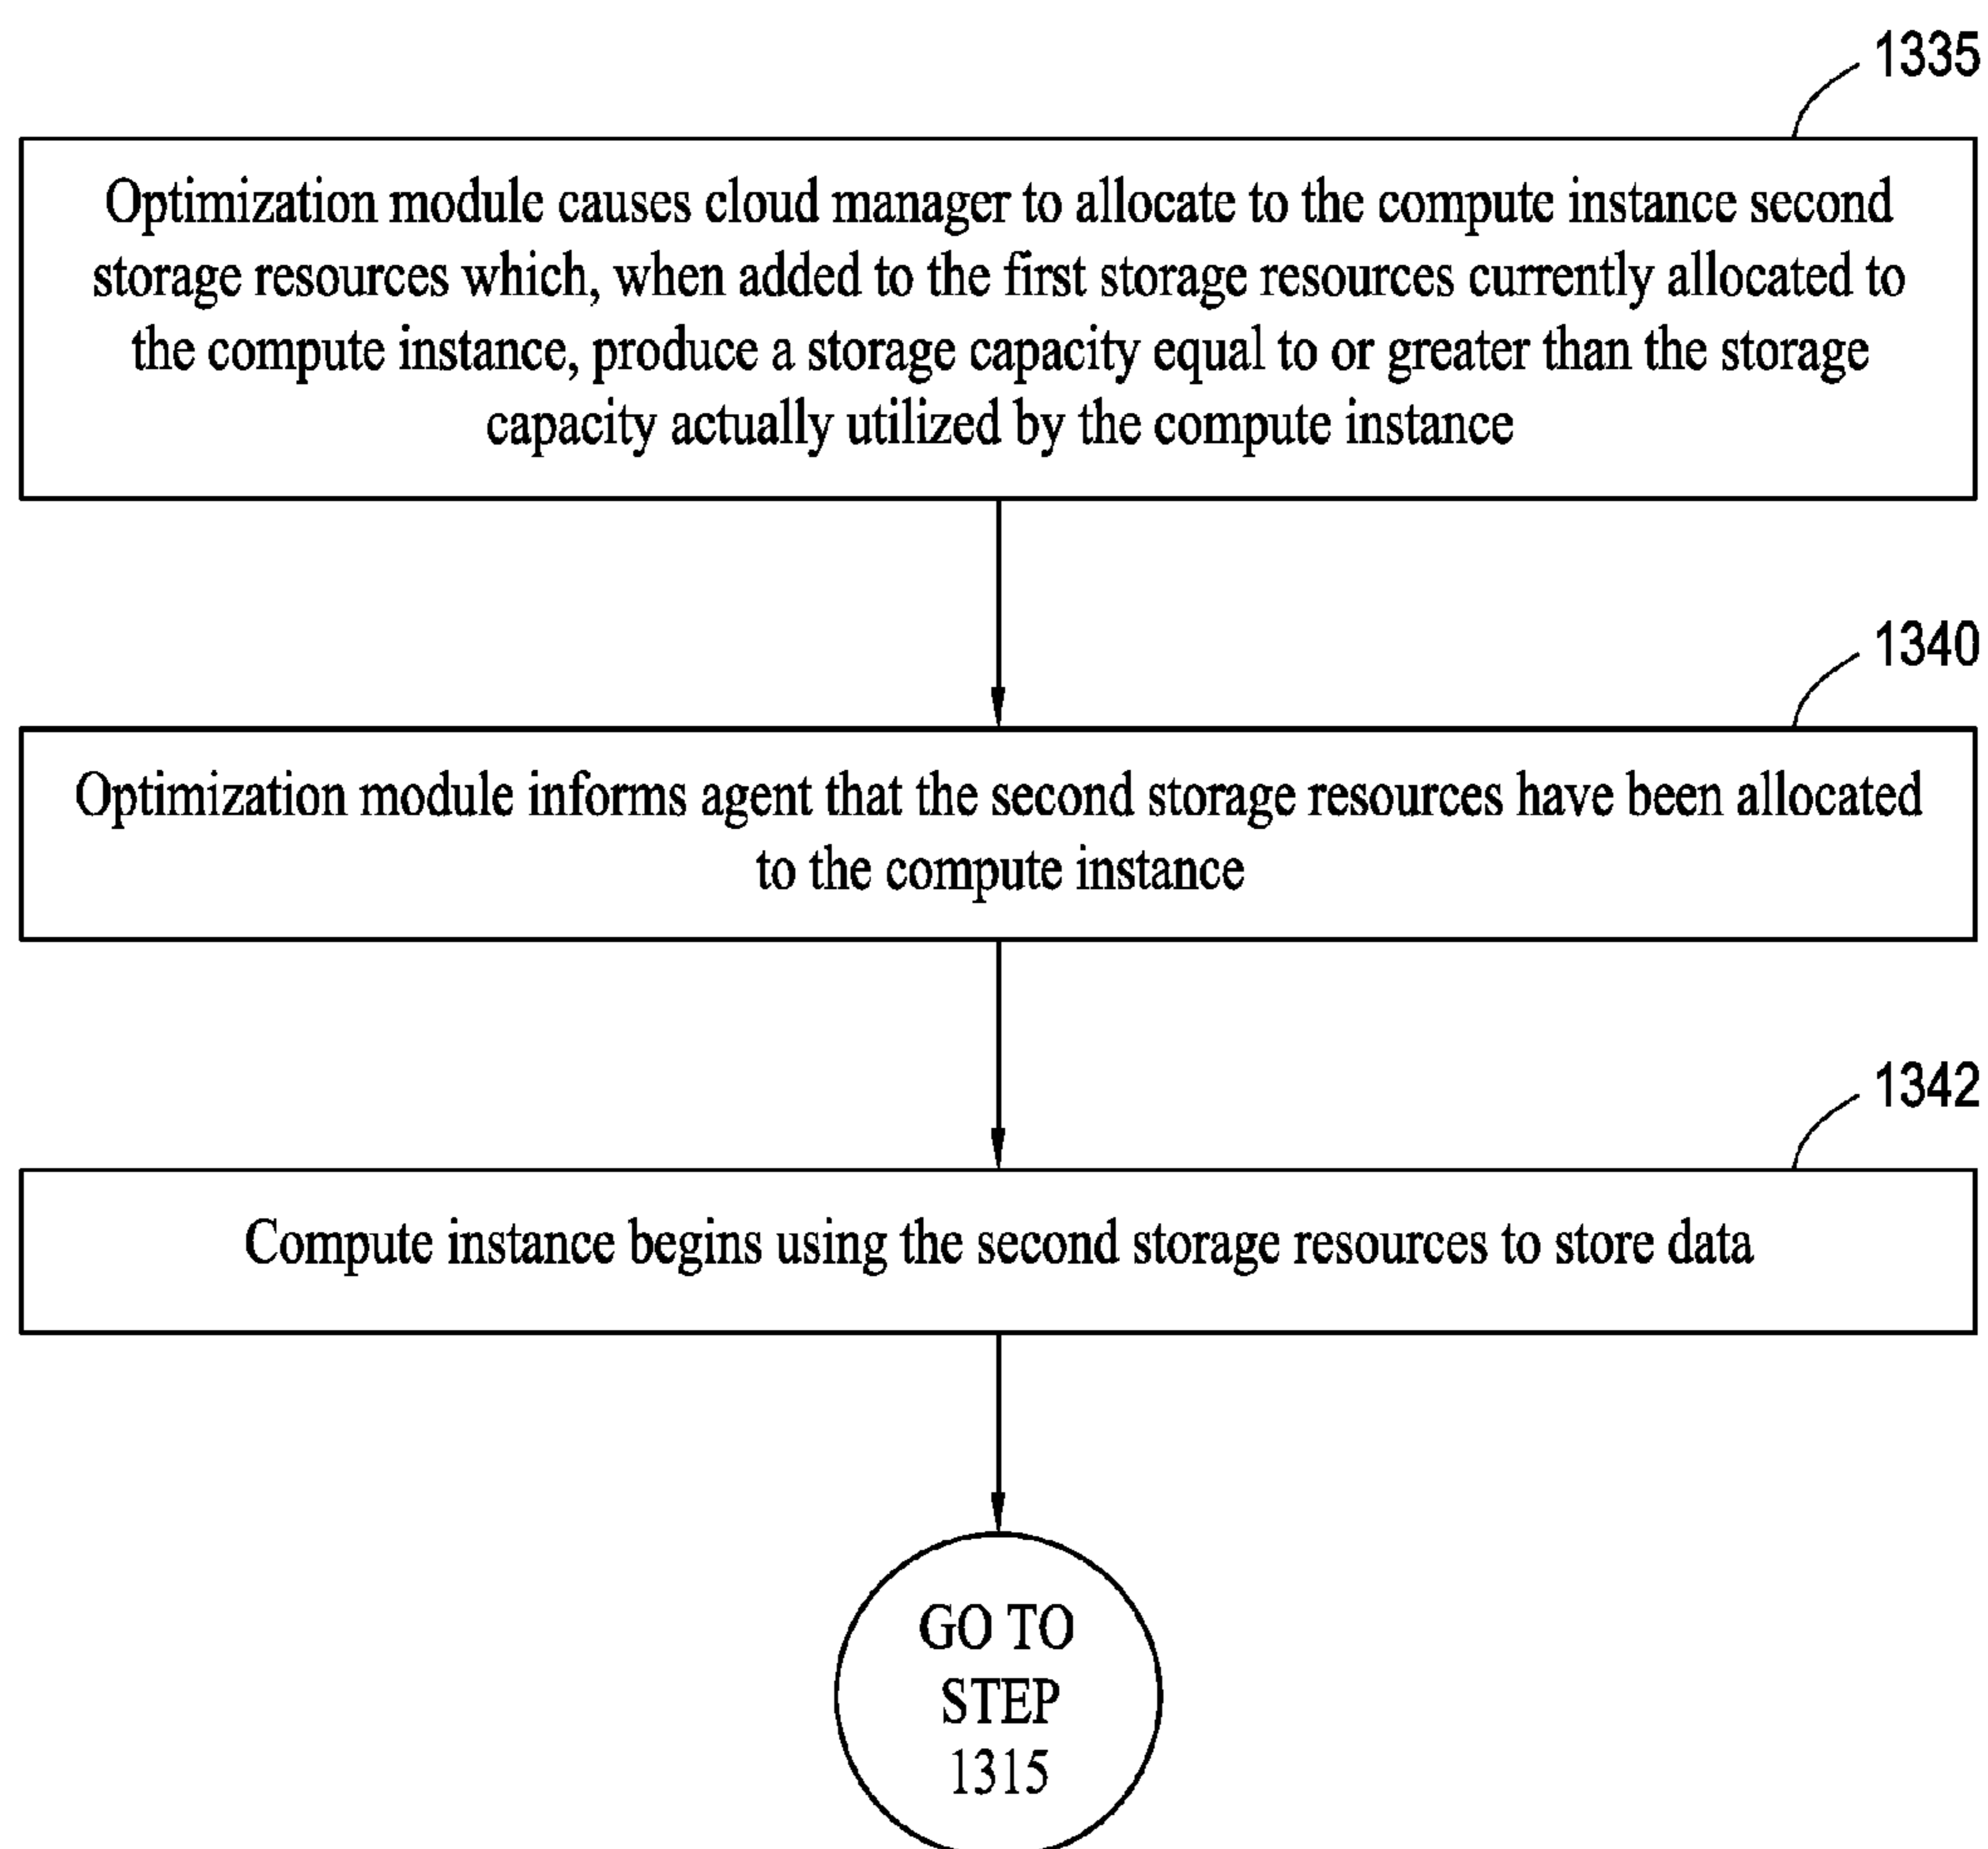 1335
Optimization module causes cloud manager to allocate to the compute instance second
storage resources which, when added to the first storage resources currently allocated to
the compute instance, produce a storage capacity equal to or greater than the storage
capacity actually utilized by the compute instance
1340
Optimization module informs agent that the second storage resources have been allocated
to the compute instance
1342
Compute instance begins using the second storage resources to store data
GO TO
STEP
1315